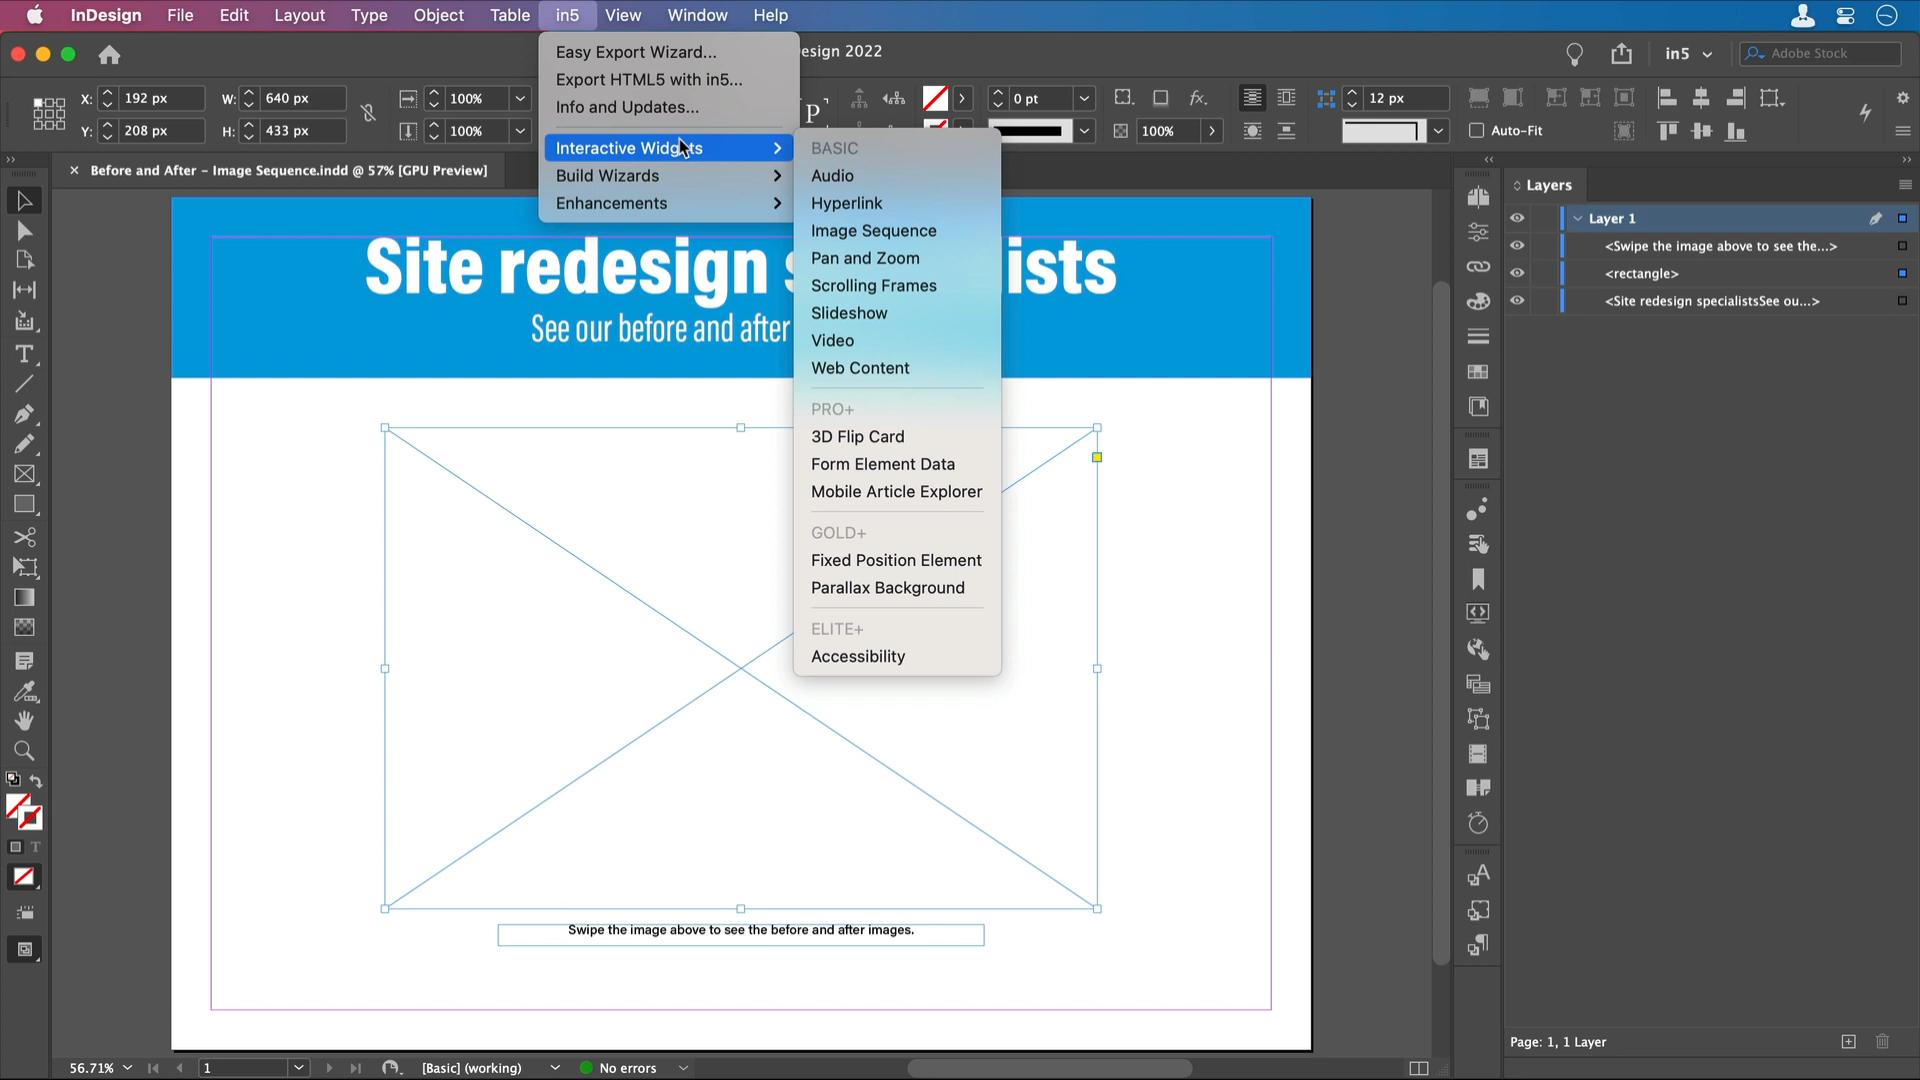 InDesign File Edit Layout Type Object Table in5 View Window Help
Easy Export Wizard...
Export HTML5 with in5...
Info and Updates...
Interactive Widgets
Build Wizards
Enhancements
esign 2022
in5
Adobe Stock
X: 192 px W: 640 px 100%
Y: 208 px H: 433 px 100%
P
fx.
0 pt
100%
12 px
Auto-Fit
Before and After - Image Sequence.indd @ 57% [GPU Preview]
BASIC
Audio
Hyperlink
Image Sequence
Pan and Zoom
Scrolling Frames
Slideshow
Video
Web Content
PRO+
3D Flip Card
Form Element Data
Mobile Article Explorer
GOLD+
Fixed Position Element
Parallax Background
ELITE+
Accessibility
Site redesign s
ists
See our before and after
Swipe the image above to see the before and after images.
Layers
Layer 1
<Swipe the image above to see the...>
<rectangle>
<Site redesign specialistsSee ou...>
Page: 1, 1 Layer
56.71% 1 [Basic] (working) No errors